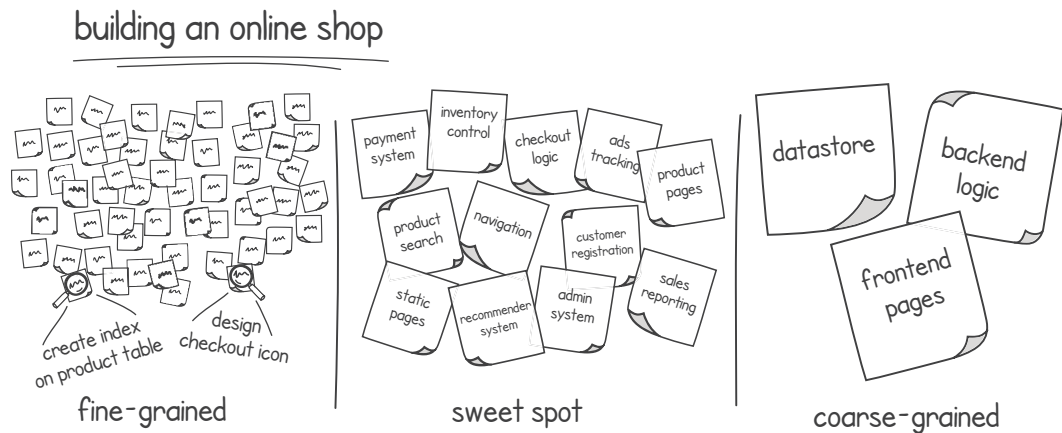 building an online shop
create index
on product table
design
checkout icon
fine-grained
payment
system
inventory
control
checkout
logic
ads
tracking
product
pages
product
search
navigation
customer
registration
static
pages
recommender
system
admin
system
sales
reporting
sweet spot
datastore
backend
logic
frontend
pages
coarse-grained